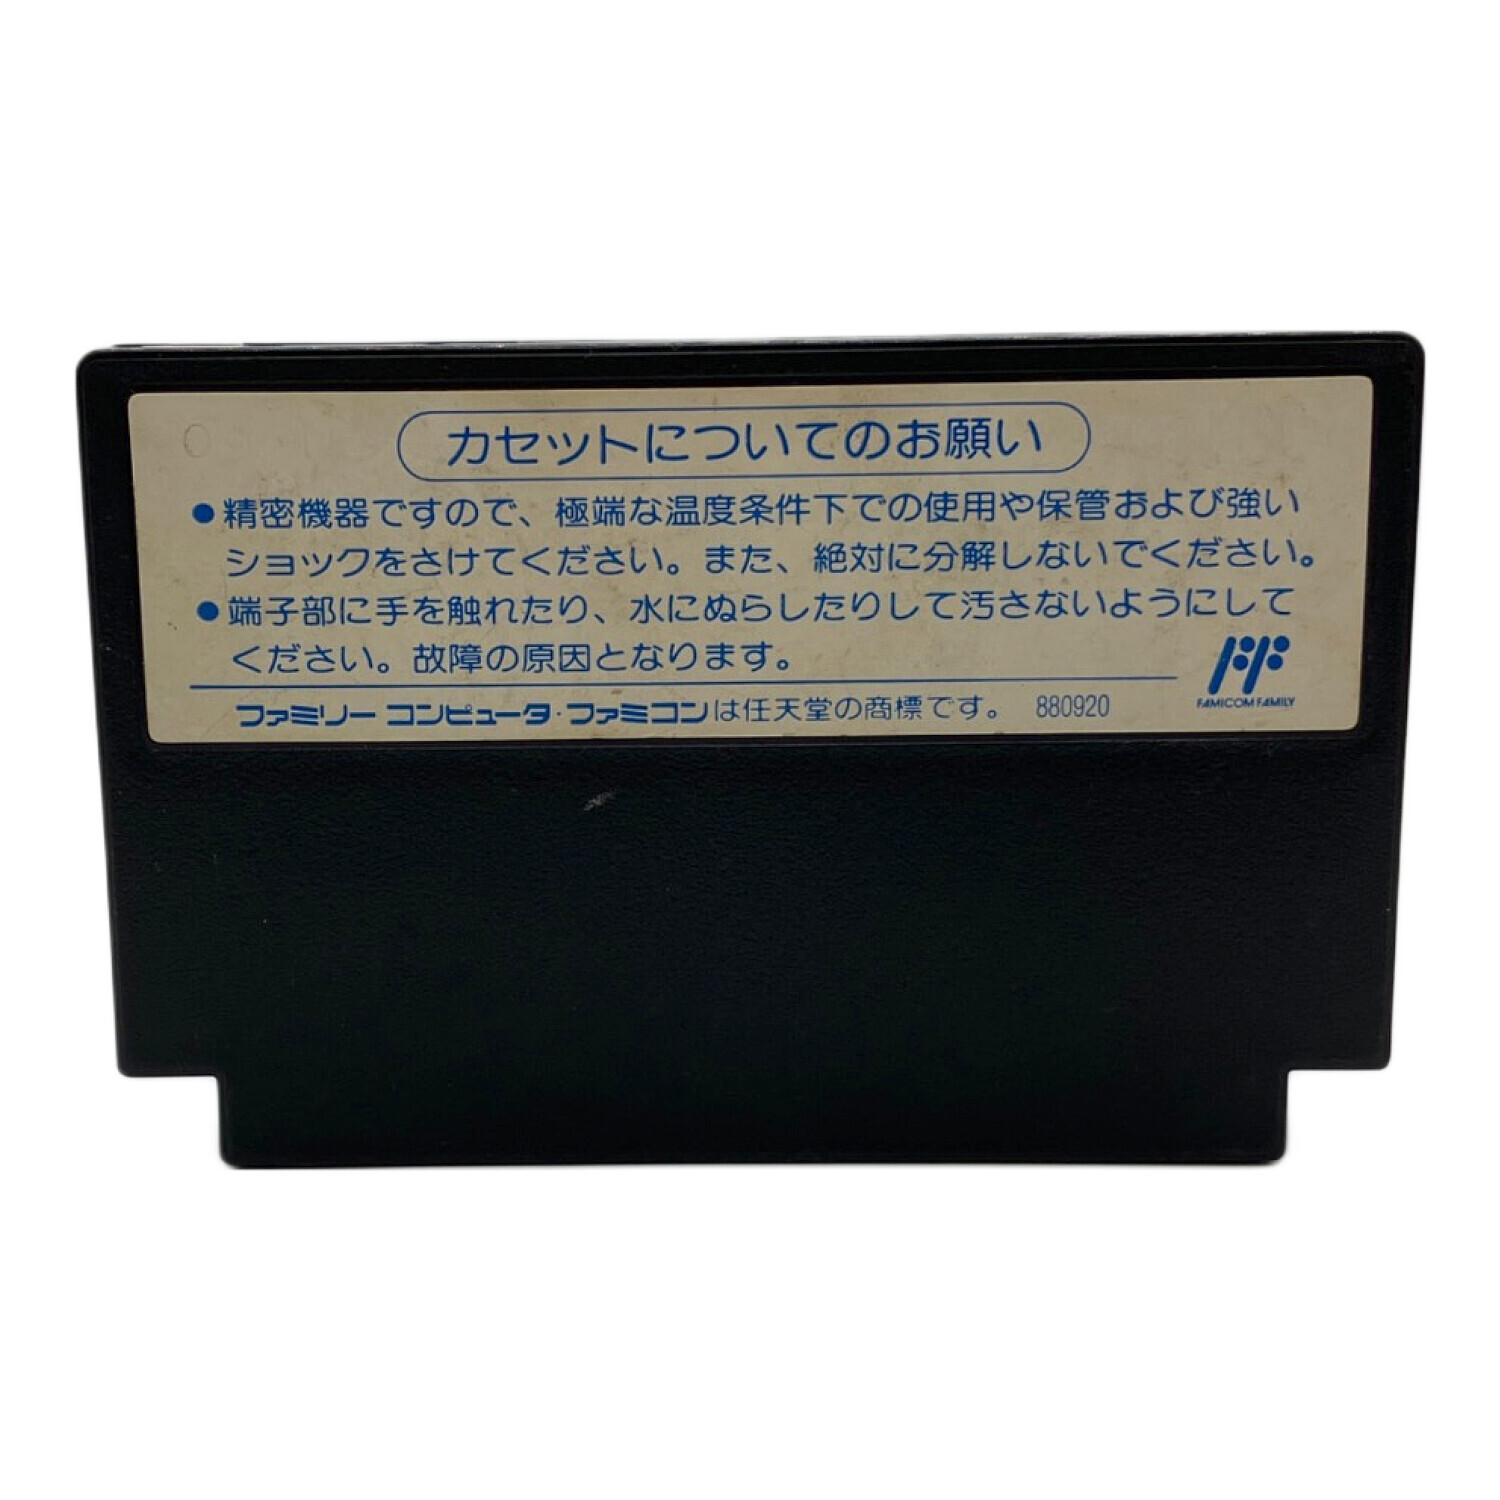 カセットについてのお願い
●精密機器ですので、極端な温度条件下での使用や保管および強い
ショックをさけてください。また、絶対に分解しないでください。
●端子部に手を触れたり、水にぬらしたりして汚さないようにして
ください。故障の原因となります。
ファミリーコンピュータ・ファミコンは任天堂の商標です。 880920
FAMICOM FAMILY